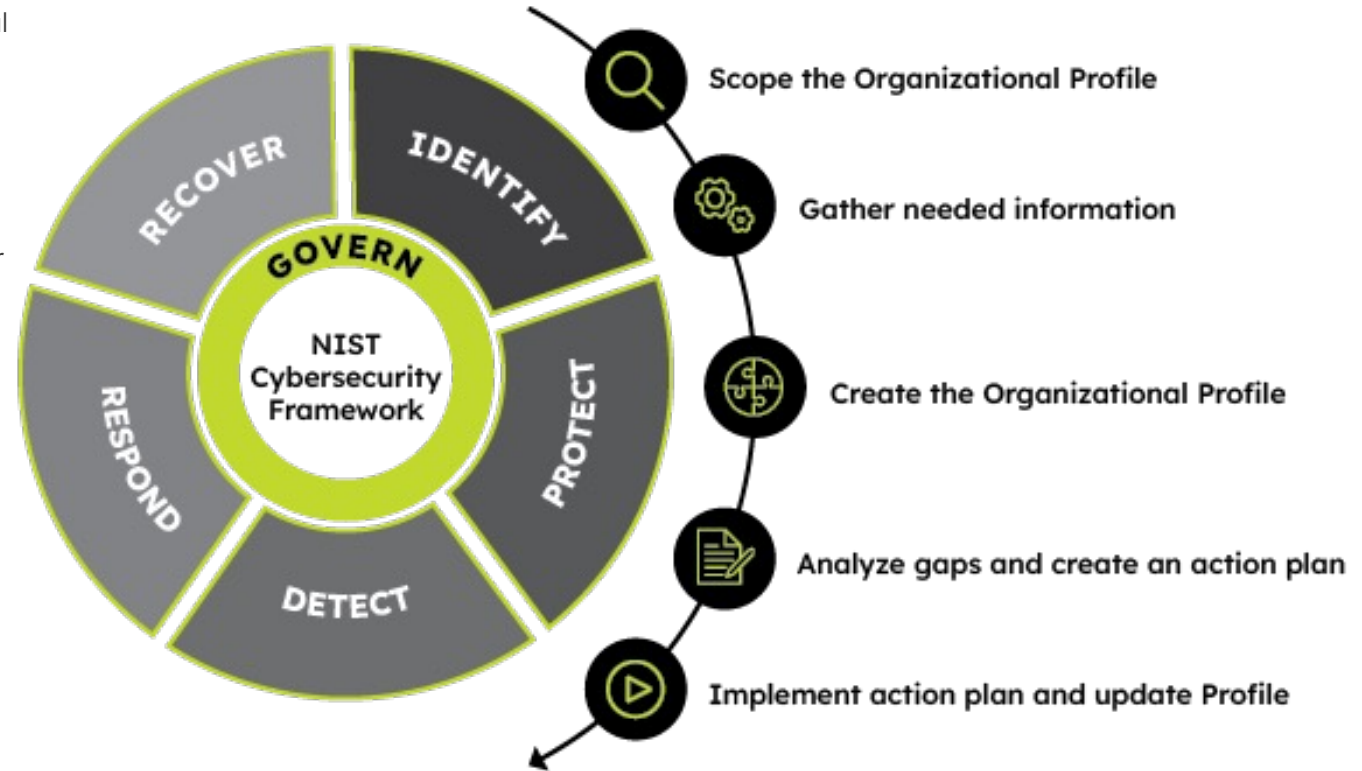 RECOVER
IDENTIFY
GOVERN
NIST
Cybersecurity
Framework
RESPOND
PROTECT
DETECT
Scope the Organizational Profile
Gather needed information
Create the Organizational Profile
Analyze gaps and create an action plan
Implement action plan and update Profile